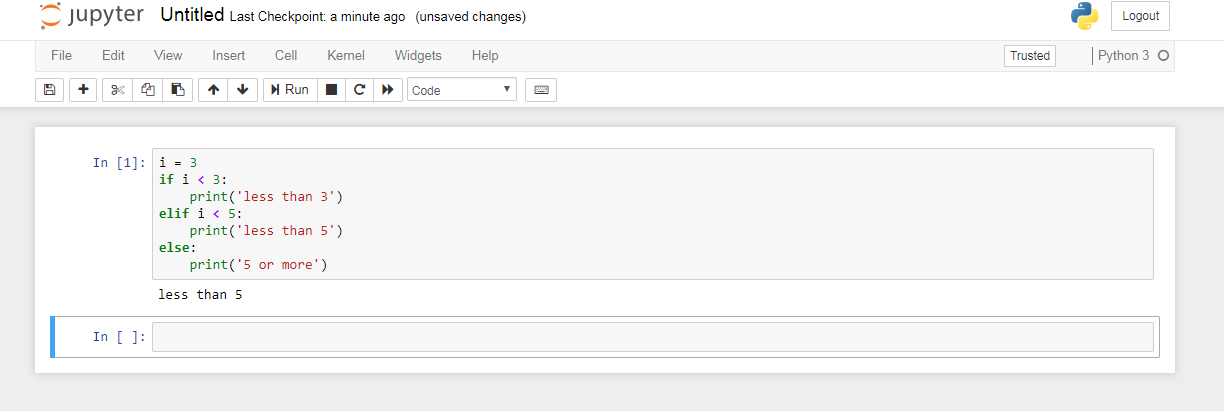 jupyter Untitled Last Checkpoint: a minute ago (unsaved changes) Logout
File Edit View Insert Cell Kernel Widgets Help Trusted Python 3
Run Code
In [1]: i = 3
if i < 3:
    print('less than 3')
elif i < 5:
    print('less than 5')
else:
    print('5 or more')
less than 5
In [ ]: